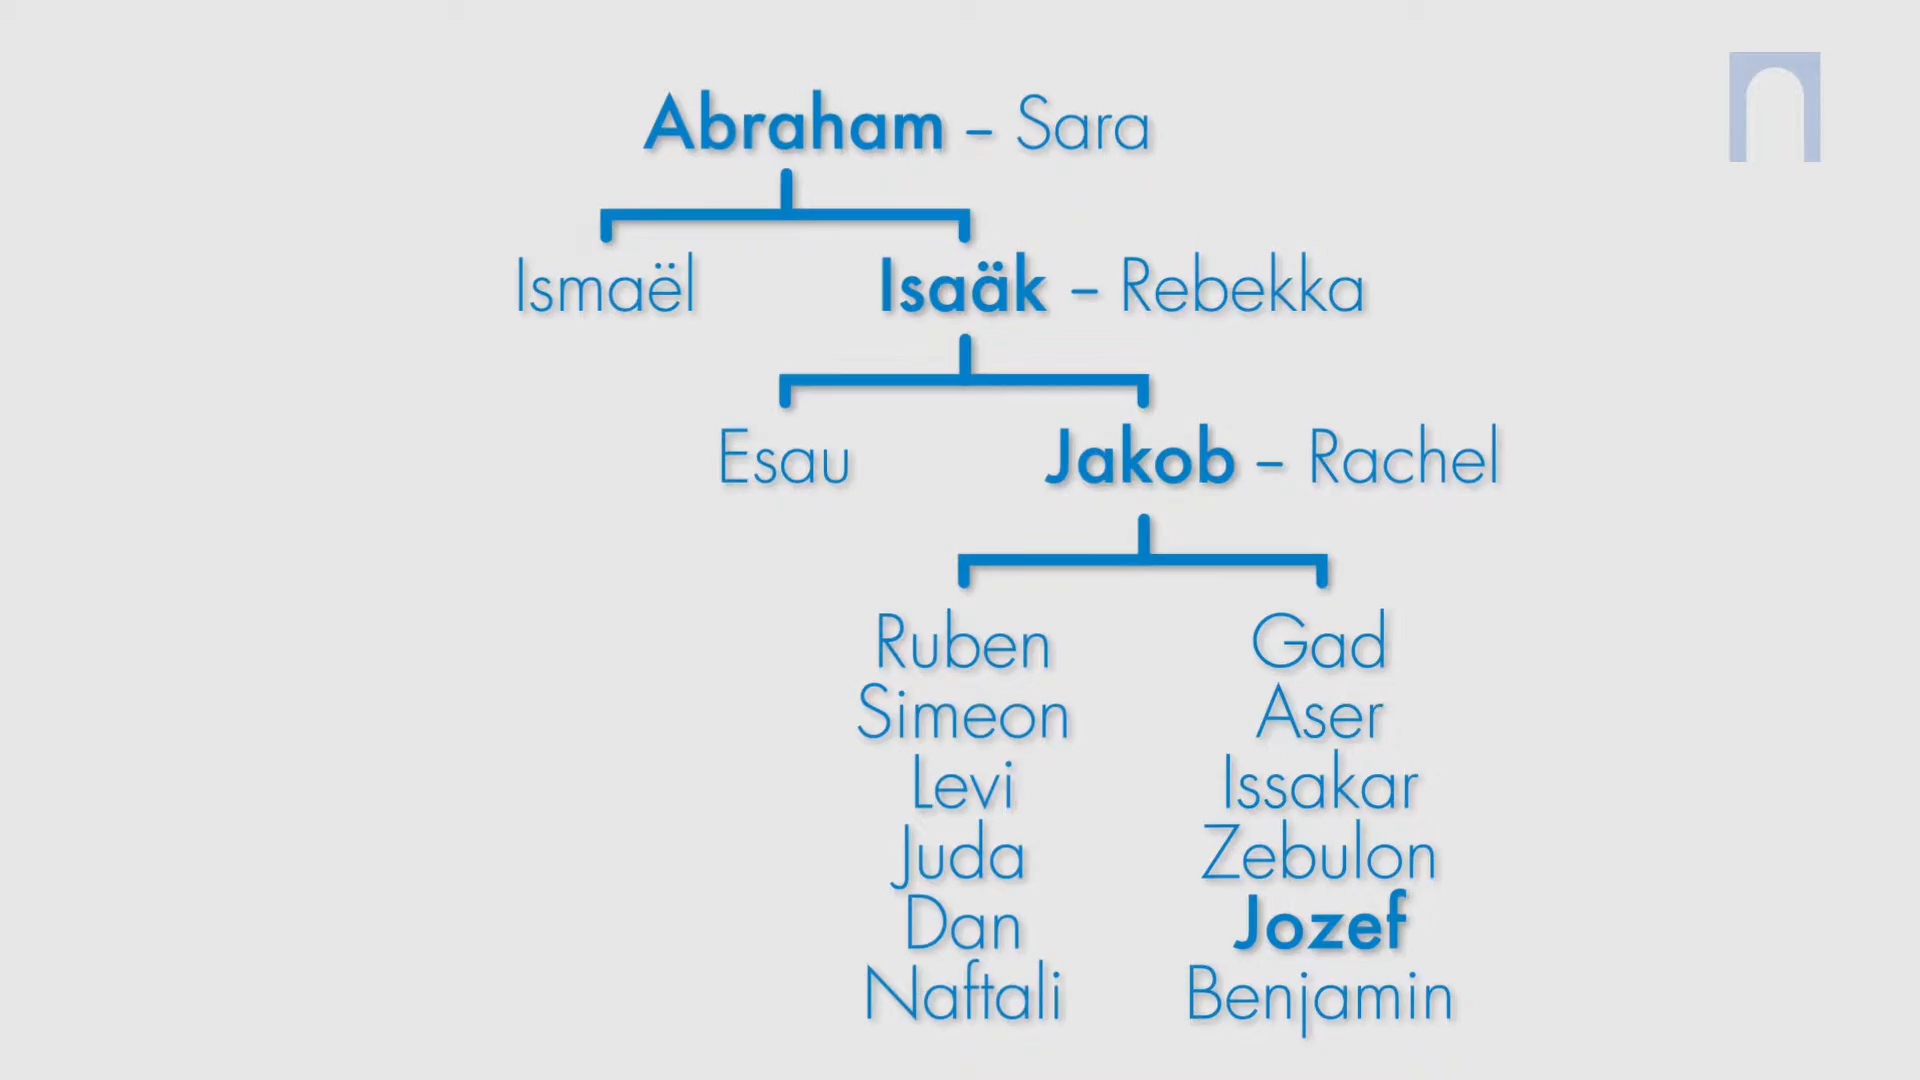 Abraham – Sara
Ismaël Isaäk – Rebekka
Esau Jakob – Rachel
Ruben Gad
Simeon Aser
Levi Issakar
Juda Zebulon
Dan Jozef
Naftali Benjamin